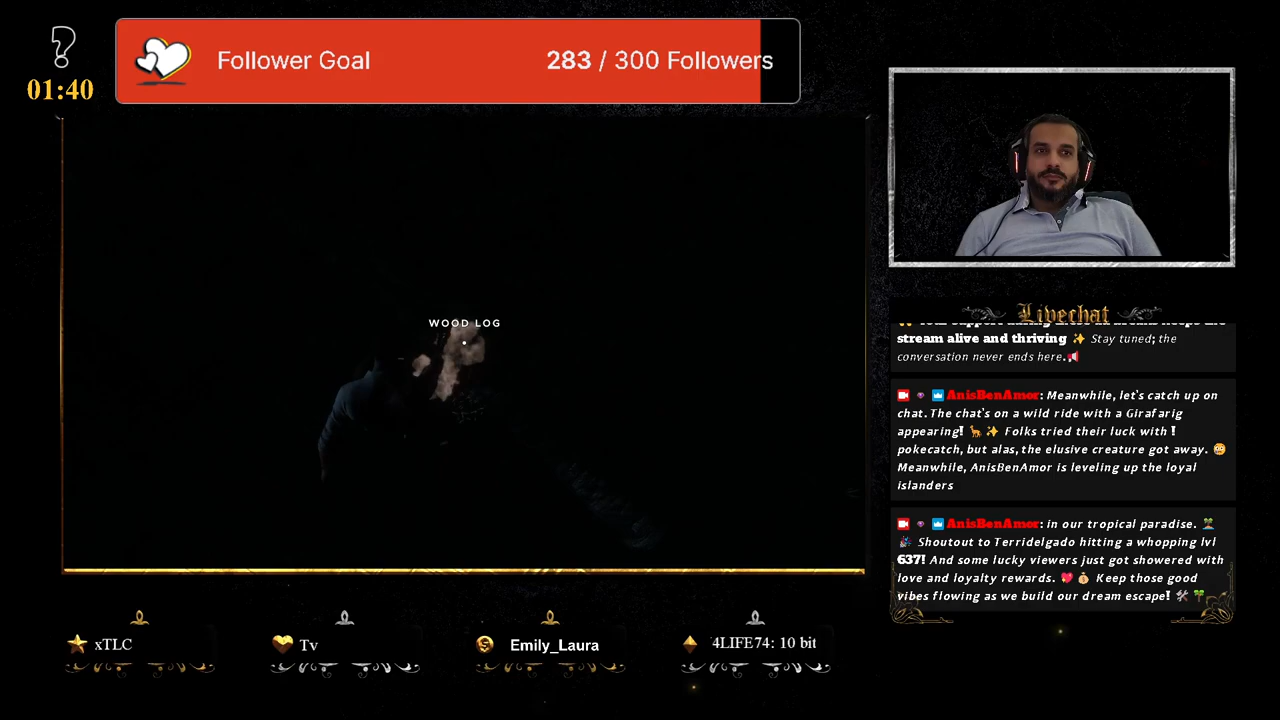 01:40
Follower Goal
283 / 300 Followers
WOOD LOG
Livechat
stream alive and thriving ✨ Stay tuned; the
conversation never ends here.📢
AnisBenAmor: Meanwhile, let's catch up on
chat. The chat's on a wild ride with a Girafarig
appearing! 🦒 ✨ Folks tried their luck with !
pokecatch, but alas, the elusive creature got away. 😳
Meanwhile, AnisBenAmor is leveling up the loyal
islanders
AnisBenAmor: in our tropical paradise. 🏝️
🎉 Shoutout to Terridelgado hitting a whopping lvl
637! And some lucky viewers just got showered with
love and loyalty rewards. 💖 💰 Keep those good
vibes flowing as we build our dream escape! 🛠️ 🌴
xTLC
Tv
Emily_Laura
4LIFE74: 10 bit